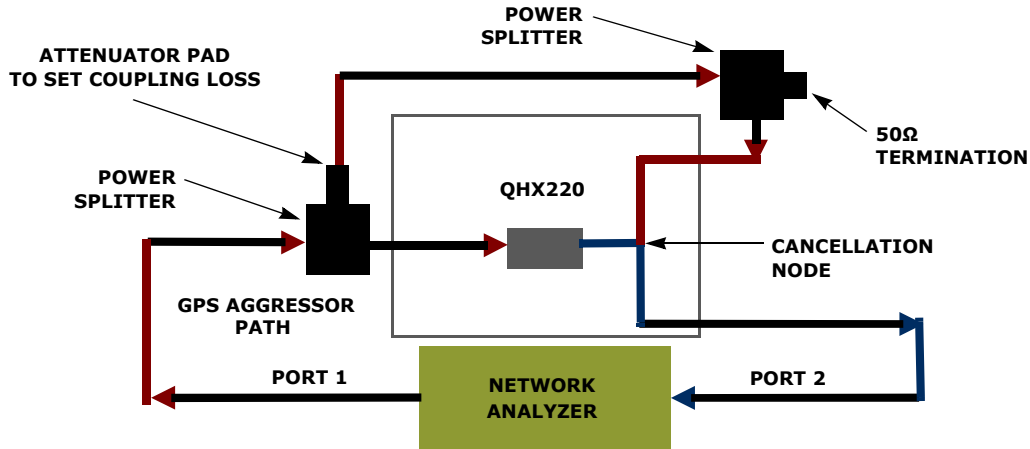 POWER
SPLITTER
ATTENUATOR PAD
TO SET COUPLING LOSS
50Ω
TERMINATION
POWER
SPLITTER
QHX220
CANCELLATION
NODE
GPS AGGRESSOR
PATH
PORT 1
NETWORK
ANALYZER
PORT 2